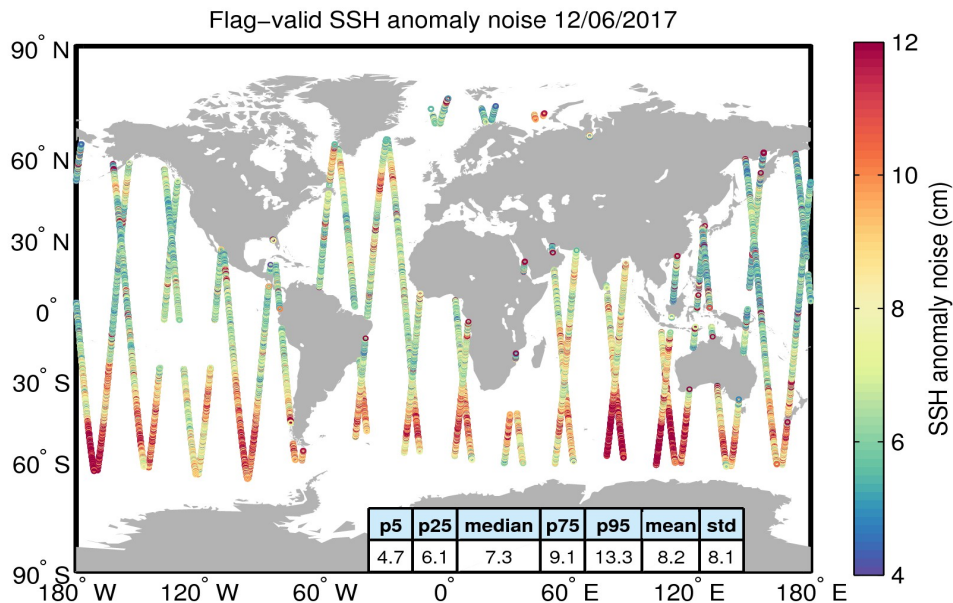 Flag−valid SSH anomaly noise 12/06/2017
90° N
60° N
30° N
0°
30° S
60° S
90° S
180° W
120° W
60° W
0°
60° E
120° E
180° E
p5 p25 median p75 p95 mean std
4.7 6.1 7.3 9.1 13.3 8.2 8.1
12
10
8
6
4
SSH anomaly noise (cm)